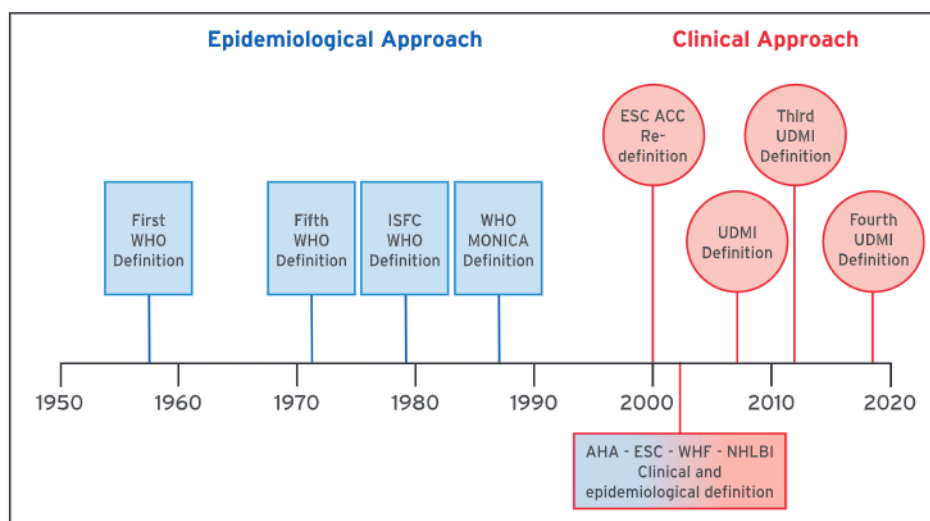 Epidemiological Approach
Clinical Approach
First
WHO
Definition
Fifth
WHO
Definition
ISFC
WHO
Definition
WHO
MONICA
Definition
ESC ACC
Re-
definition
UDMI
Definition
Third
UDMI
Definition
Fourth
UDMI
Definition
1950
1960
1970
1980
1990
2000
2010
2020
AHA - ESC - WHF - NHLBI
Clinical and
epidemiological definition